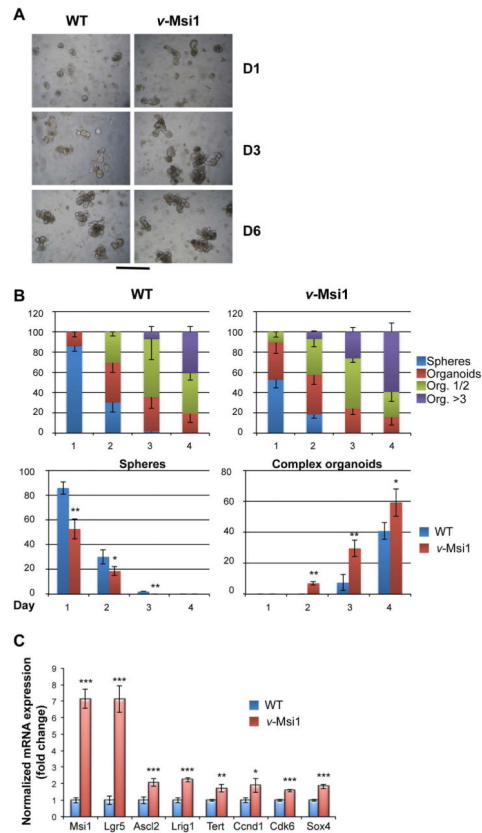 A
WT v-Msi1
D1
D3
D6
B
WT v-Msi1
120 120
100 100
80 80
60 60
40 40
20 20
0 0
1 2 3 4 1 2 3 4
Spheres
Organoids
Org. 1/2
Org. >3
Spheres Complex organoids
100 80
80 60
60 40
40 20
20 0
0
** * ** ** ** *
WT
v-Msi1
Day 1 2 3 4 1 2 3 4
C
Normalized mRNA expression
(fold change)
9
8
7
6
5
4
3
2
1
0
*** *** *** *** ** * *** ***
WT
v-Msi1
Msi1 Lgr5 Ascl2 Lrig1 Tert Ccnd1 Cdk6 Sox4